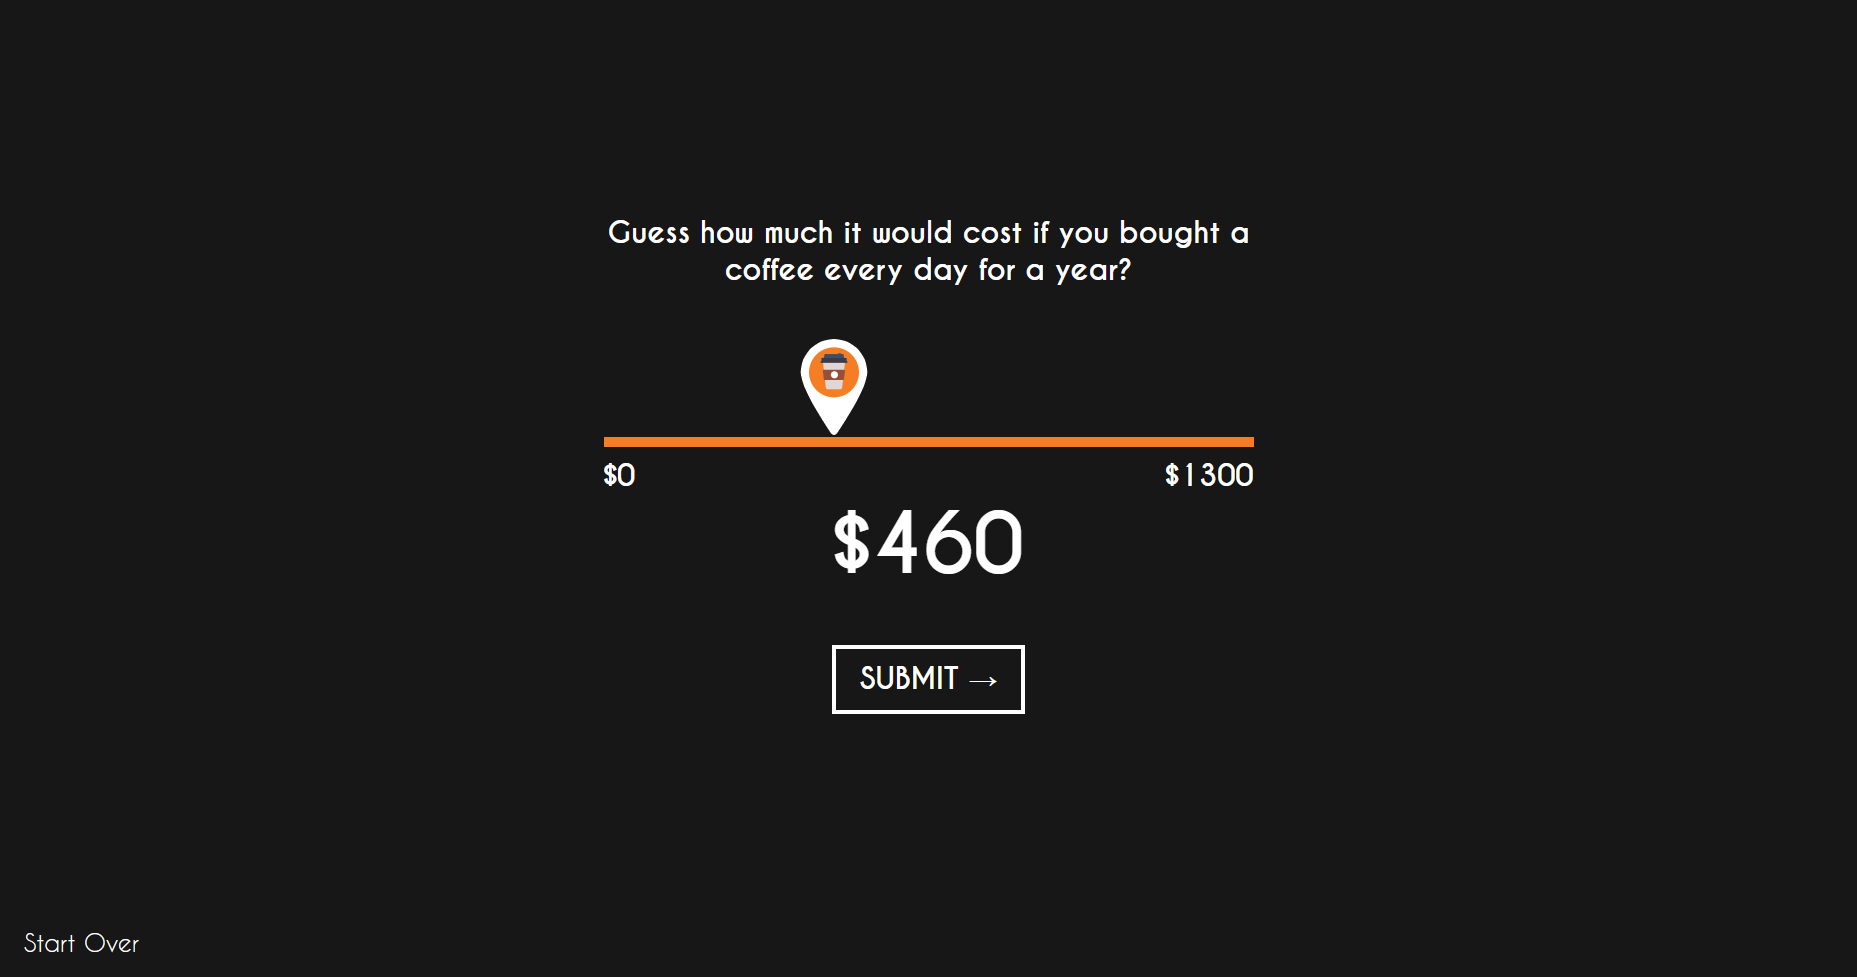 Guess how much it would cost if you bought a
coffee every day for a year?
$0
$1300
$460
SUBMIT →
Start Over